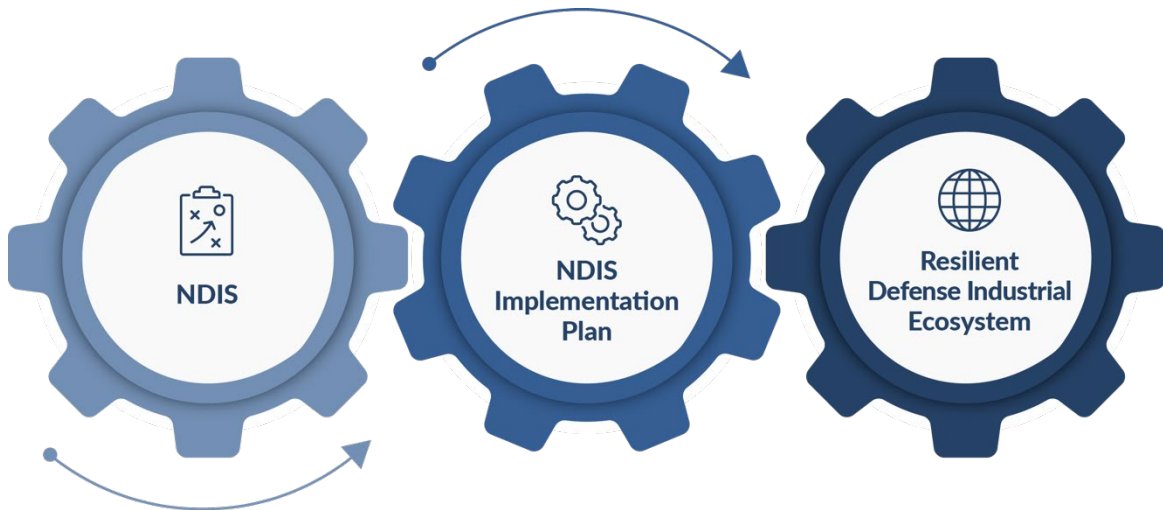 NDIS
NDIS
Implementation
Plan
Resilient
Defense Industrial
Ecosystem